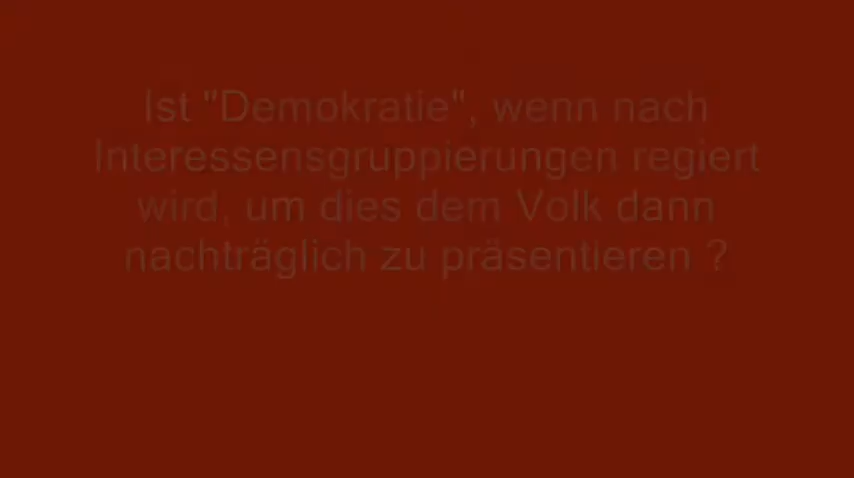 Ist "Demokratie", wenn nach
Interessensgruppierungen regiert
wird, um dies dem Volk dann
nachträglich zu präsentieren ?